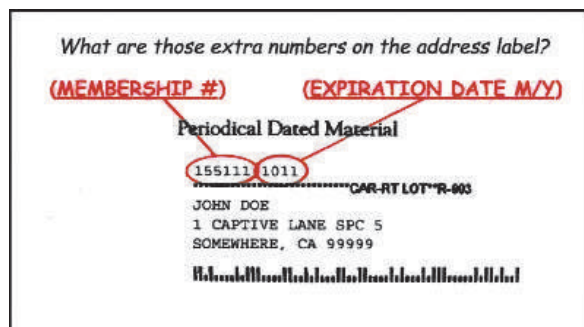 What are those extra numbers on the address label?
(MEMBERSHIP #) (EXPIRATION DATE M/Y)
Periodical Dated Material
155111 1011
CAR-RT LOT**R-003
JOHN DOE
1 CAPTIVE LANE SPC 5
SOMEWHERE, CA 99999